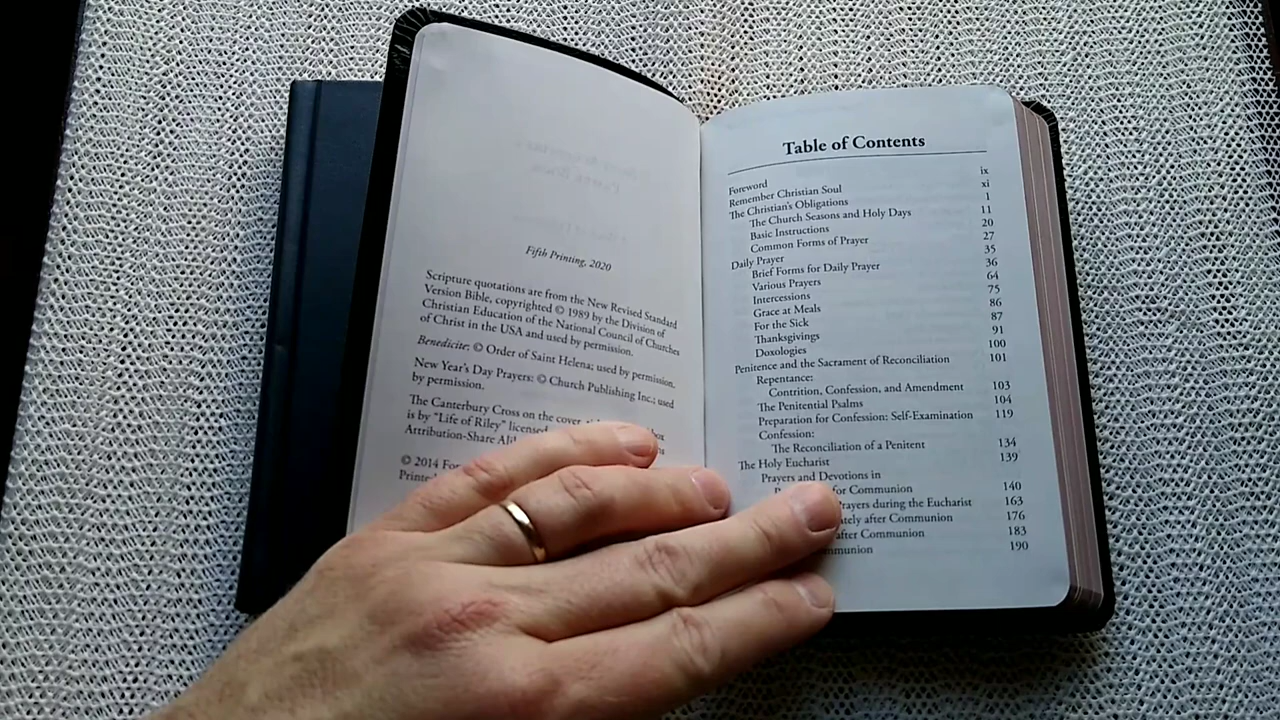 Fifth Printing, 2020
Scripture quotations are from the New Revised Standard
Version Bible, copyrighted © 1989 by the Division of
Christian Education of the National Council of Churches
of Christ in the USA and used by permission.
Benedicite: © Order of Saint Helena; used by permission.
New Year's Day Prayers: © Church Publishing Inc.; used
by permission.
The Canterbury Cross on the cover
is by "Life of Riley" licensed
Attribution-Share
© 2014
Table of Contents
Foreword ix
Remember Christian Soul xi
The Christian's Obligations 1
The Church Seasons and Holy Days 11
Basic Instructions 20
Common Forms of Prayer 27
Daily Prayer 35
Brief Forms for Daily Prayer 36
Various Prayers 64
Intercessions 75
Grace at Meals 86
For the Sick 87
Thanksgivings 91
Doxologies 100
Penitence and the Sacrament of Reconciliation 101
Repentance:
Contrition, Confession, and Amendment 103
The Penitential Psalms 104
Preparation for Confession: Self-Examination 119
Confession:
The Reconciliation of a Penitent 134
The Holy Eucharist 139
Prayers and Devotions in
for Communion 140
Prayers during the Eucharist 163
after Communion 176
after Communion 183
190